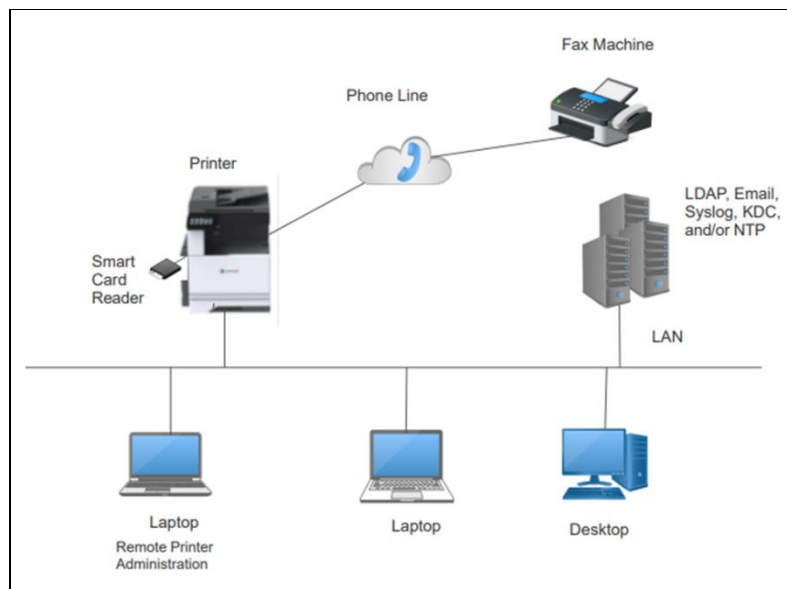 Fax Machine
Phone Line
Printer
LDAP, Email,
Syslog, KDC,
and/or NTP
Smart
Card
Reader
LAN
Laptop
Remote Printer
Administration
Laptop
Desktop